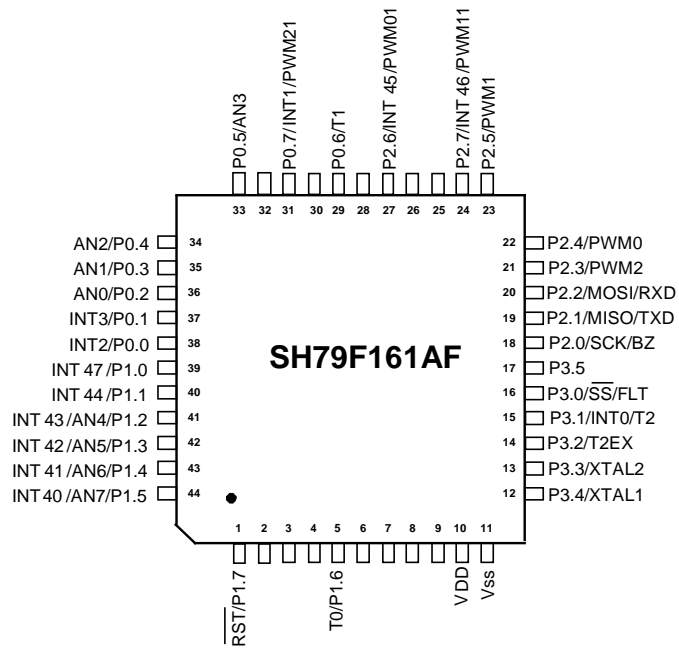 P0.5/AN3
P0.7/INT1/PWM21
P0.6/T1
P2.6/INT 45/PWM01
P2.7/INT 46/PWM11
P2.5/PWM1
33 32 31 30 29 28 27 26 25 24 23
AN2/P0.4 34
AN1/P0.3 35
AN0/P0.2 36
INT3/P0.1 37
INT2/P0.0 38
INT 47 /P1.0 39
INT 44 /P1.1 40
INT 43 /AN4/P1.2 41
INT 42 /AN5/P1.3 42
INT 41 /AN6/P1.4 43
INT 40 /AN7/P1.5 44
SH79F161AF
22 P2.4/PWM0
21 P2.3/PWM2
20 P2.2/MOSI/RXD
19 P2.1/MISO/TXD
18 P2.0/SCK/BZ
17 P3.5
16 P3.0/SS/FLT
15 P3.1/INT0/T2
14 P3.2/T2EX
13 P3.3/XTAL2
12 P3.4/XTAL1
1 2 3 4 5 6 7 8 9 10 11
RST/P1.7
T0/P1.6
VDD
Vss